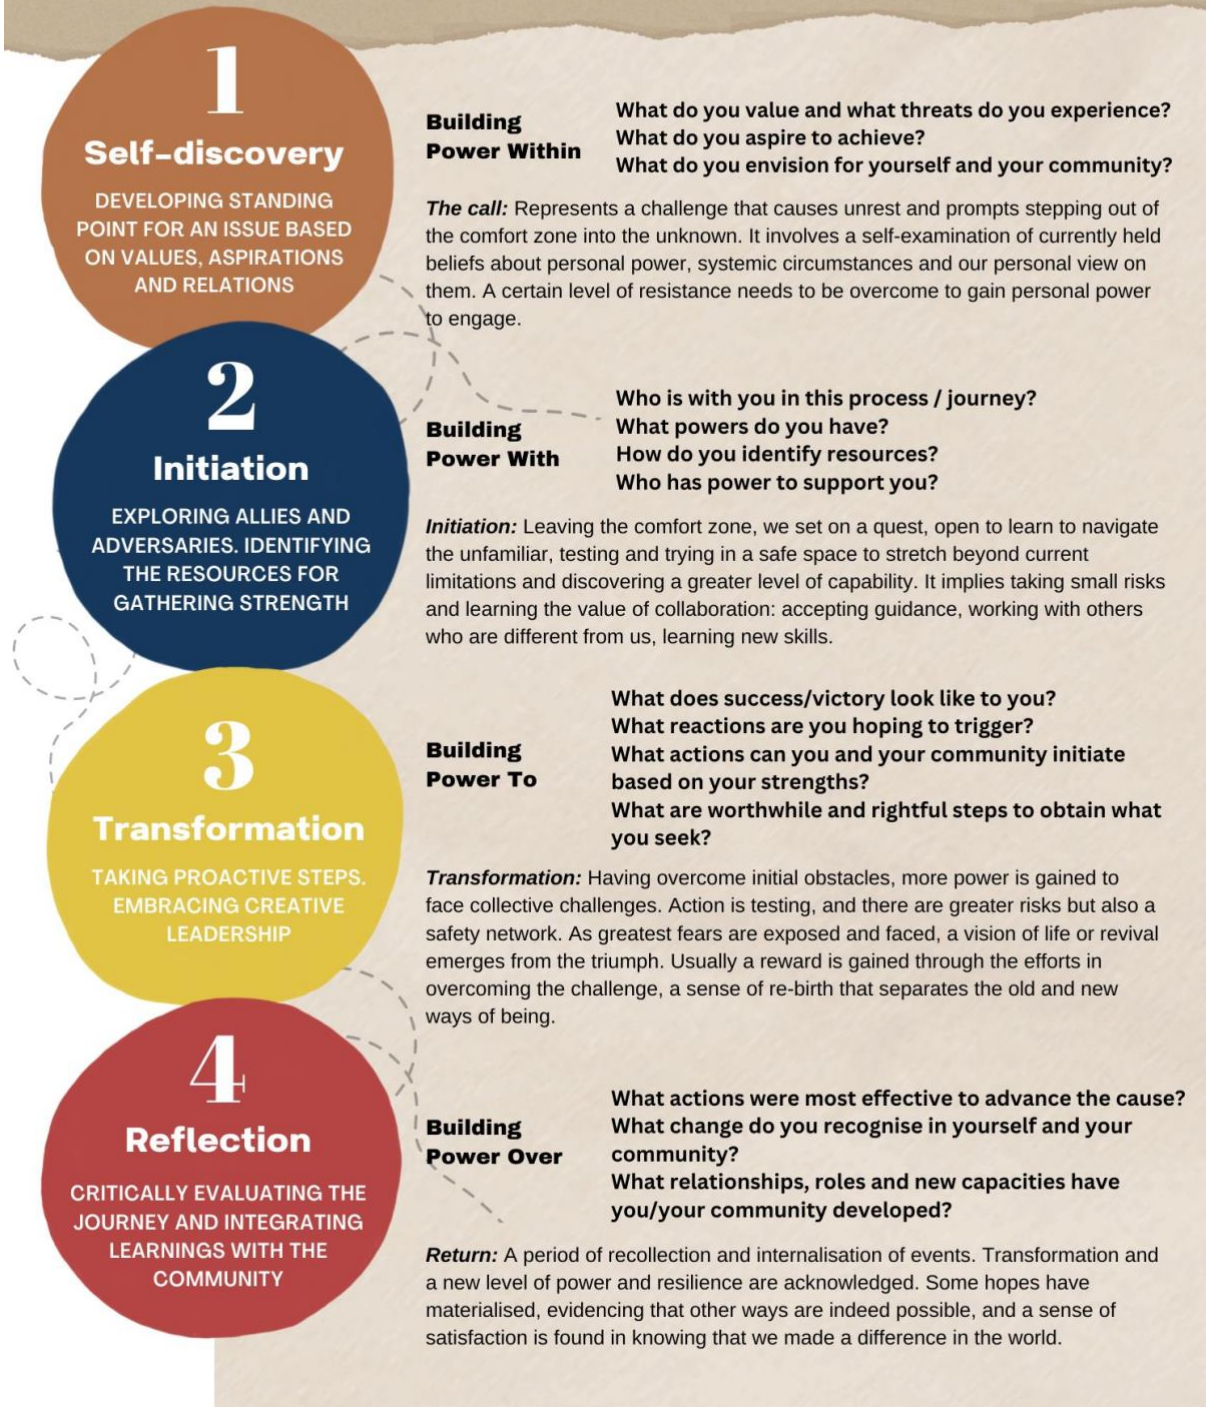 1
Self-discovery
DEVELOPING STANDING
POINT FOR AN ISSUE BASED
ON VALUES, ASPIRATIONS
AND RELATIONS
Building
Power Within
What do you value and what threats do you experience?
What do you aspire to achieve?
What do you envision for yourself and your community?
The call: Represents a challenge that causes unrest and prompts stepping out of
the comfort zone into the unknown. It involves a self-examination of currently held
beliefs about personal power, systemic circumstances and our personal view on
them. A certain level of resistance needs to be overcome to gain personal power
to engage.
2
Initiation
EXPLORING ALLIES AND
ADVERSARIES. IDENTIFYING
THE RESOURCES FOR
GATHERING STRENGTH
Building
Power With
Who is with you in this process / journey?
What powers do you have?
How do you identify resources?
Who has power to support you?
Initiation: Leaving the comfort zone, we set on a quest, open to learn to navigate
the unfamiliar, testing and trying in a safe space to stretch beyond current
limitations and discovering a greater level of capability. It implies taking small risks
and learning the value of collaboration: accepting guidance, working with others
who are different from us, learning new skills.
3
Transformation
TAKING PROACTIVE STEPS.
EMBRACING CREATIVE
LEADERSHIP
Building
Power To
What does success/victory look like to you?
What reactions are you hoping to trigger?
What actions can you and your community initiate
based on your strengths?
What are worthwhile and rightful steps to obtain what
you seek?
Transformation: Having overcome initial obstacles, more power is gained to
face collective challenges. Action is testing, and there are greater risks but also a
safety network. As greatest fears are exposed and faced, a vision of life or revival
emerges from the triumph. Usually a reward is gained through the efforts in
overcoming the challenge, a sense of re-birth that separates the old and new
ways of being.
4
Reflection
CRITICALLY EVALUATING THE
JOURNEY AND INTEGRATING
LEARNINGS WITH THE
COMMUNITY
Building
Power Over
What actions were most effective to advance the cause?
What change do you recognise in yourself and your
community?
What relationships, roles and new capacities have
you/your community developed?
Return: A period of recollection and internalisation of events. Transformation and
a new level of power and resilience are acknowledged. Some hopes have
materialised, evidencing that other ways are indeed possible, and a sense of
satisfaction is found in knowing that we made a difference in the world.